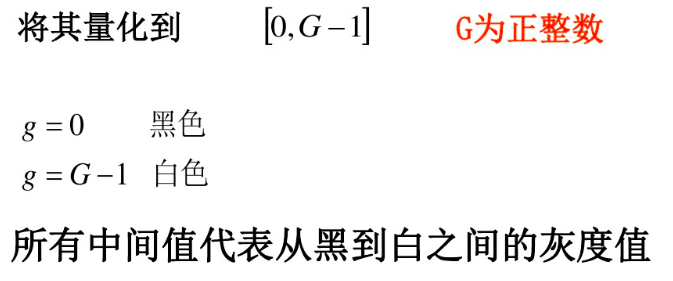 将其量化到 [0,G-1] G为正整数
g=0 黑色
g=G-1 白色
所有中间值代表从黑到白之间的灰度值